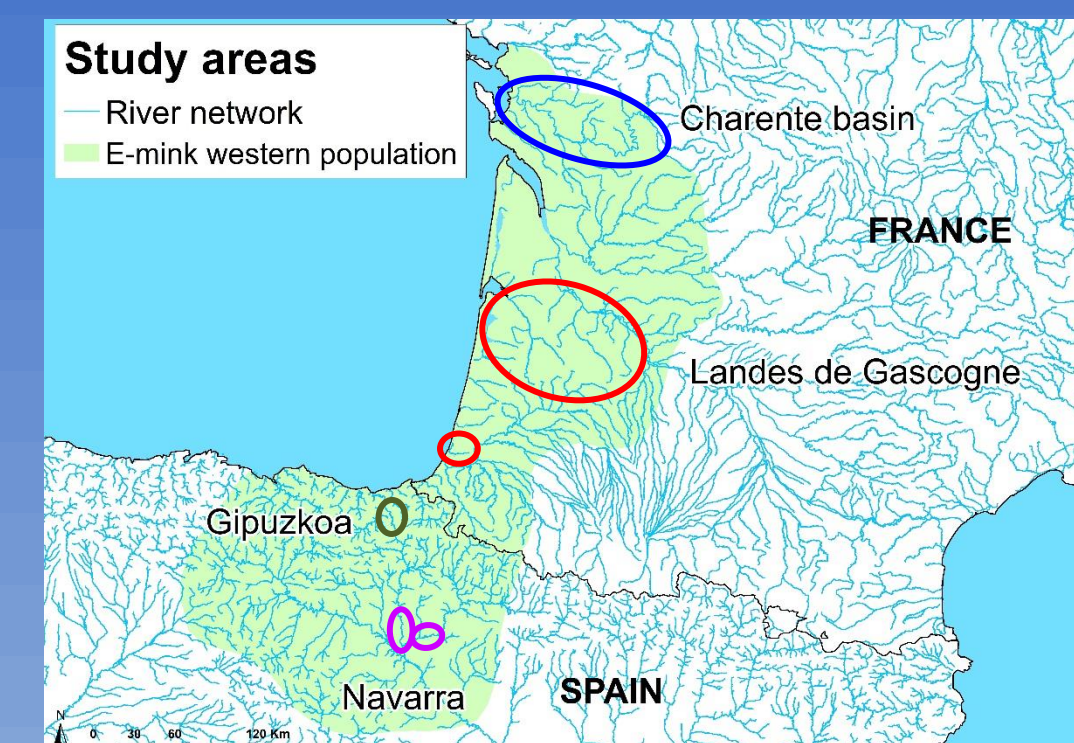 Study areas
River network
E-mink western population
Charente basin
FRANCE
Landes de Gascogne
Gipuzkoa
Navarra
SPAIN
N
0 30 60 120 Km